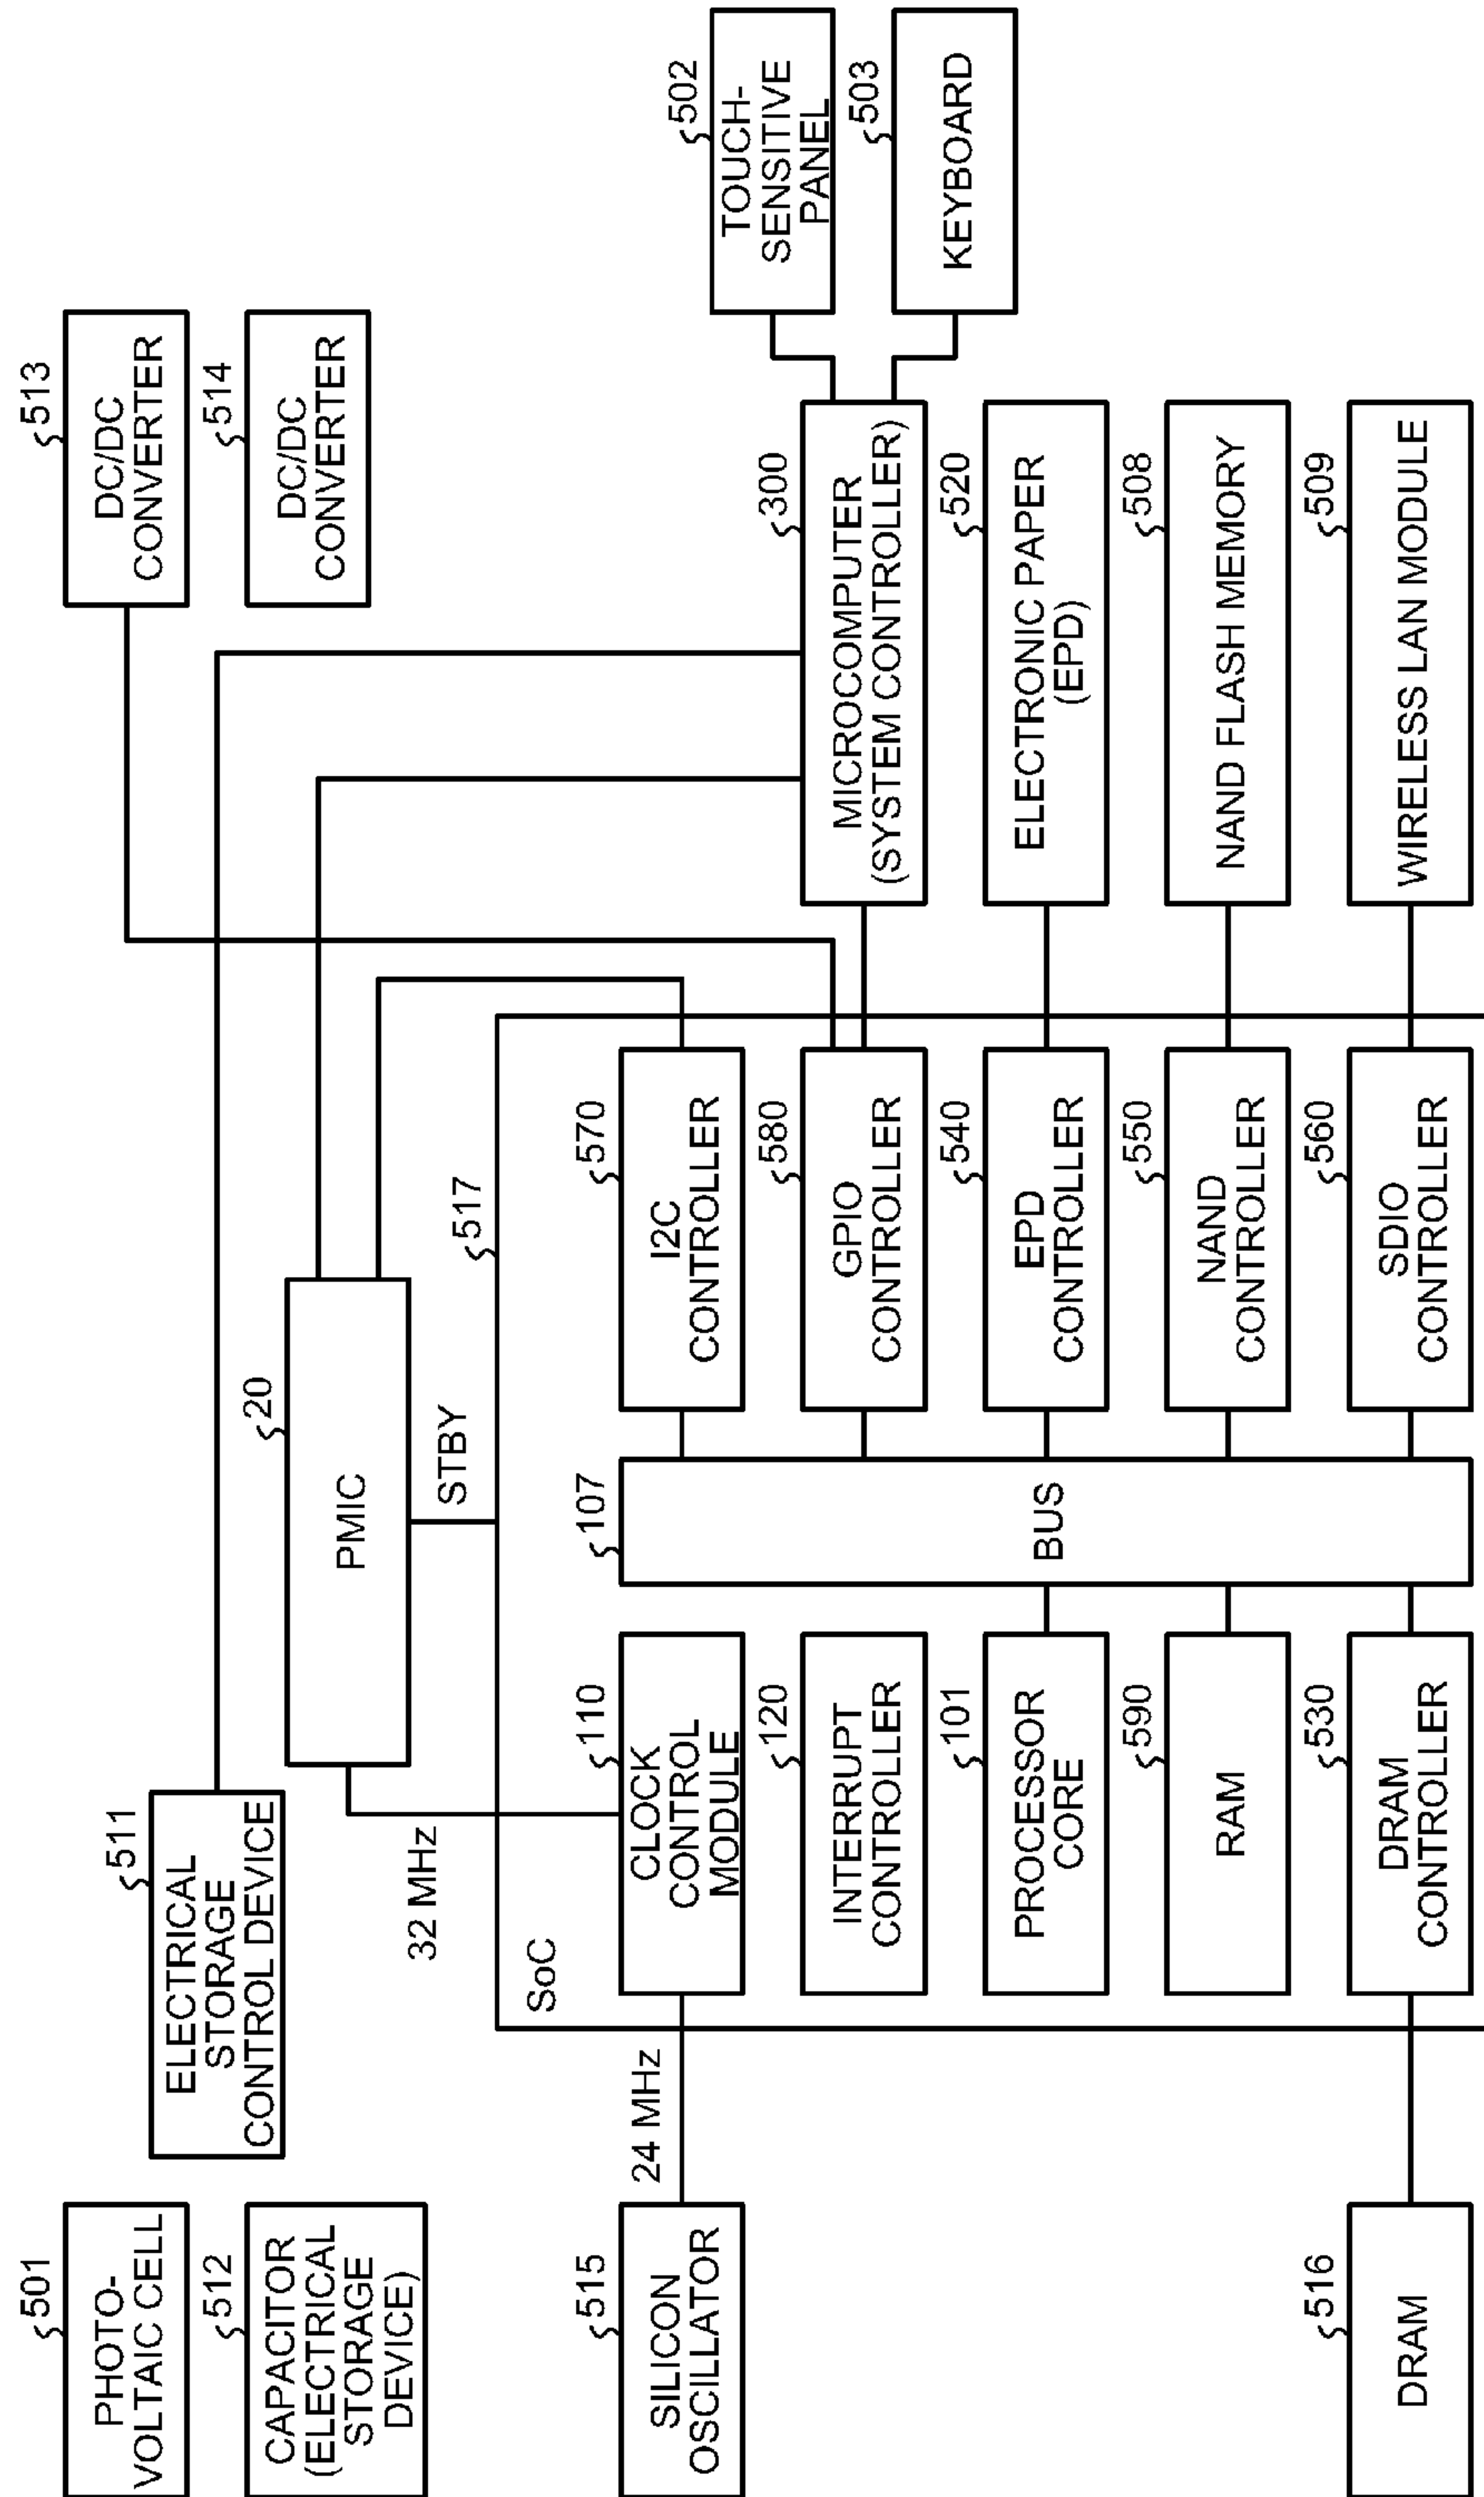 501
PHOTO-
VOLTAIC CELL
511
ELECTRICAL
STORAGE
CONTROL DEVICE
513
DC/DC
CONVERTER
512
CAPACITOR
(ELECTRICAL
STORAGE
DEVICE)
20
PMIC
514
DC/DC
CONVERTER
32 MHz
STBY
517
SoC
24 MHz
515
SILICON
OSCILLATOR
110
CLOCK
CONTROL
MODULE
107
BUS
570
I2C
CONTROLLER
502
TOUCH-
SENSITIVE
PANEL
120
INTERRUPT
CONTROLLER
580
GPIO
CONTROLLER
300
MICROCOMPUTER
(SYSTEM CONTROLLER)
503
KEYBOARD
101
PROCESSOR
CORE
540
EPD
CONTROLLER
520
ELECTRONIC PAPER
(EPD)
590
RAM
550
NAND
CONTROLLER
508
NAND FLASH MEMORY
516
DRAM
530
DRAM
CONTROLLER
560
SDIO
CONTROLLER
509
WIRELESS LAN MODULE